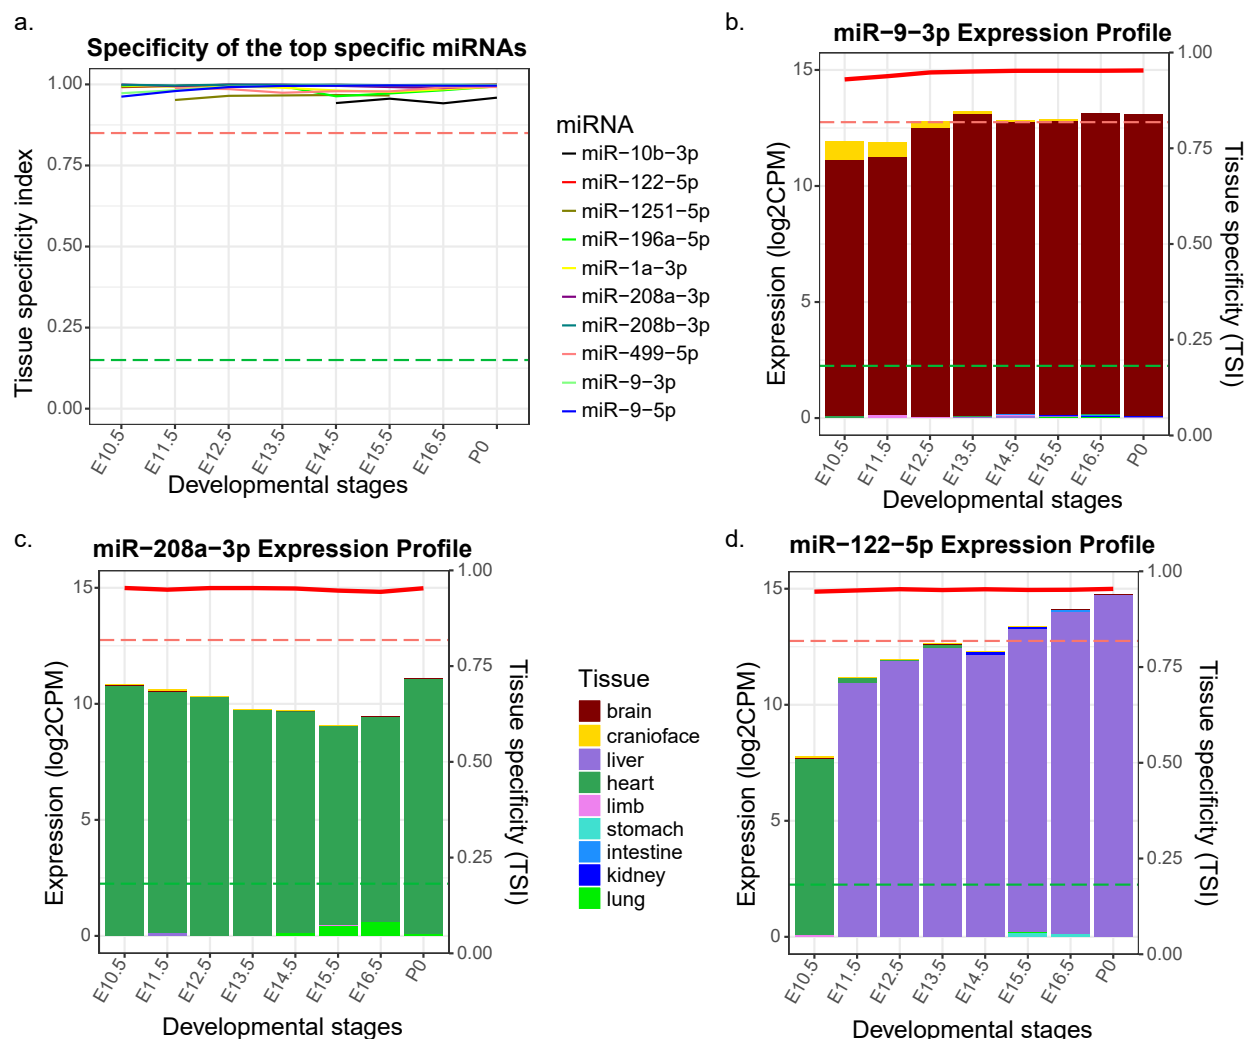 a.
Specificity of the top specific miRNAs
Tissue specificity index
1.00
0.75
0.50
0.25
0.00
E10.5
E11.5
E12.5
E13.5
E14.5
E15.5
E16.5
P0
Developmental stages
miRNA
miR−10b−3p
miR−122−5p
miR−1251−5p
miR−196a−5p
miR−1a−3p
miR−208a−3p
miR−208b−3p
miR−499−5p
miR−9−3p
miR−9−5p
b.
miR−9−3p Expression Profile
Expression (log2CPM)
15
10
5
0
1.00
0.75
0.50
0.25
0.00
Tissue specificity (TSI)
E10.5
E11.5
E12.5
E13.5
E14.5
E15.5
E16.5
P0
Developmental stages
c.
miR−208a−3p Expression Profile
Expression (log2CPM)
15
10
5
0
1.00
0.75
0.50
0.25
0.00
Tissue specificity (TSI)
E10.5
E11.5
E12.5
E13.5
E14.5
E15.5
E16.5
P0
Developmental stages
Tissue
brain
cranioface
liver
heart
limb
stomach
intestine
kidney
lung
d.
miR−122−5p Expression Profile
Expression (log2CPM)
15
10
5
0
1.00
0.75
0.50
0.25
0.00
Tissue specificity (TSI)
E10.5
E11.5
E12.5
E13.5
E14.5
E15.5
E16.5
P0
Developmental stages